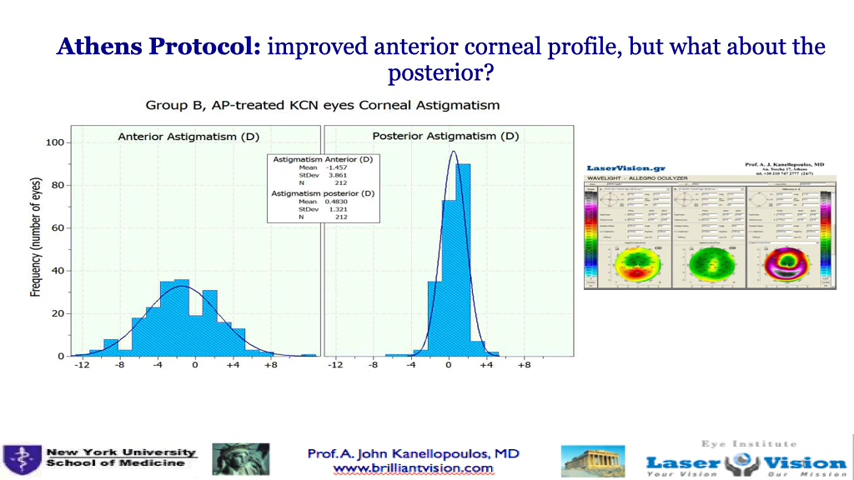 Athens Protocol: improved anterior corneal profile, but what about the
posterior?
Group B, AP-treated KCN eyes Corneal Astigmatism
Anterior Astigmatism (D)
Posterior Astigmatism (D)
Frequency (number of eyes)
100
80
60
40
20
0
Astigmatism Anterior (D)
Mean -1.457
StDev 3.861
N 212
Astigmatism posterior (D)
Mean 0.4830
StDev 1.321
N 212
-12 -8 -4 0 +4 +8
-12 -8 -4 0 +4 +8
LaserVision.gr
Prof. A. J. Kanellopoulos, MD
WAVELIGHT - ALLEGRO OCULYZER
New York University
School of Medicine
Prof. A. John Kanellopoulos, MD
www.brilliantvision.com
Eye Institute
Laser Vision
Your Vision Our Mission